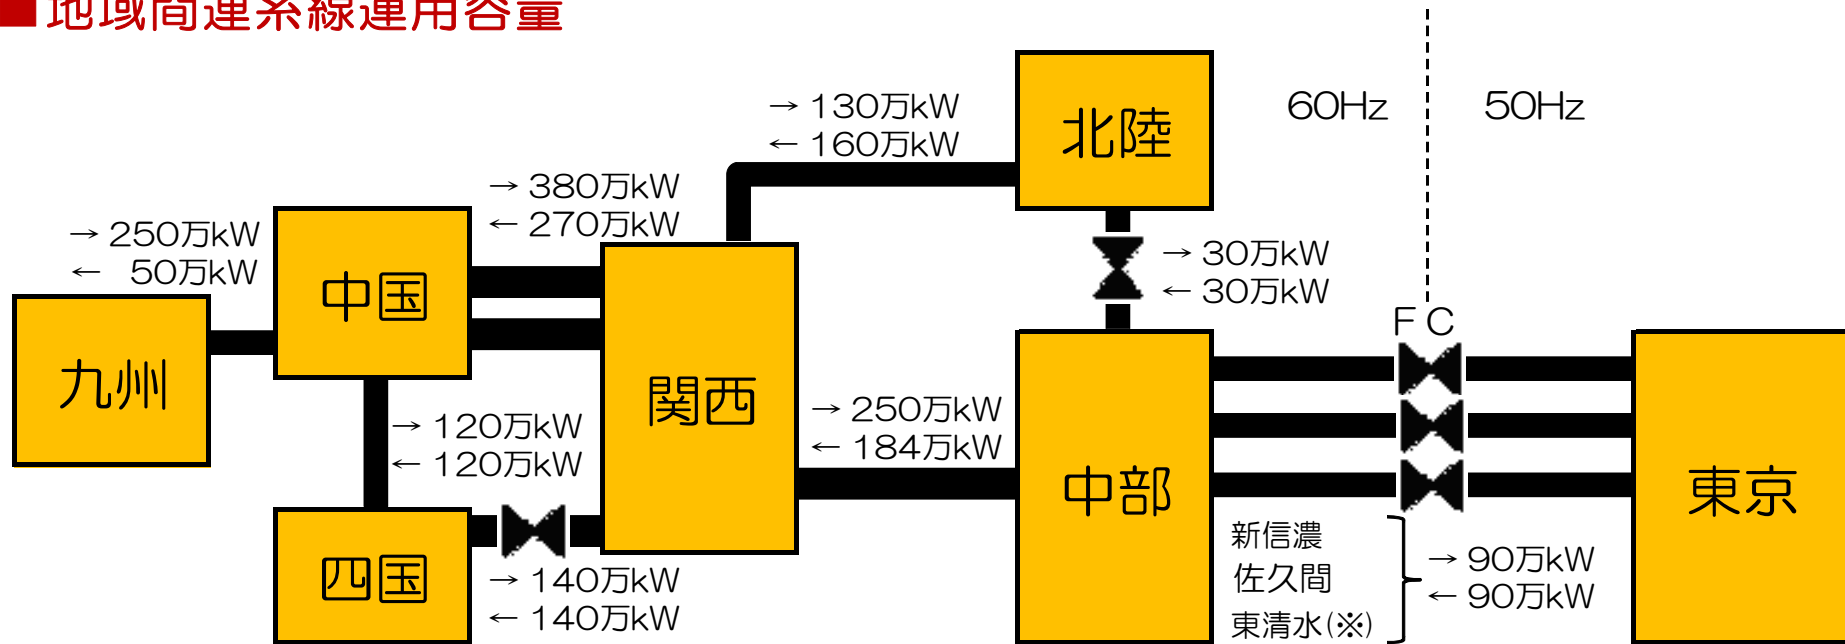 ■地域間連系線運用容量
60Hz
50Hz
→ 130万kW
← 160万kW
北陸
→ 380万kW
← 270万kW
→ 250万kW
← 50万kW
中国
→ 30万kW
← 30万kW
FC
九州
関西
→ 250万kW
← 184万kW
→ 120万kW
← 120万kW
中部
東京
四国
→ 140万kW
← 140万kW
新信濃
佐久間
東清水(※)
→ 90万kW
← 90万kW